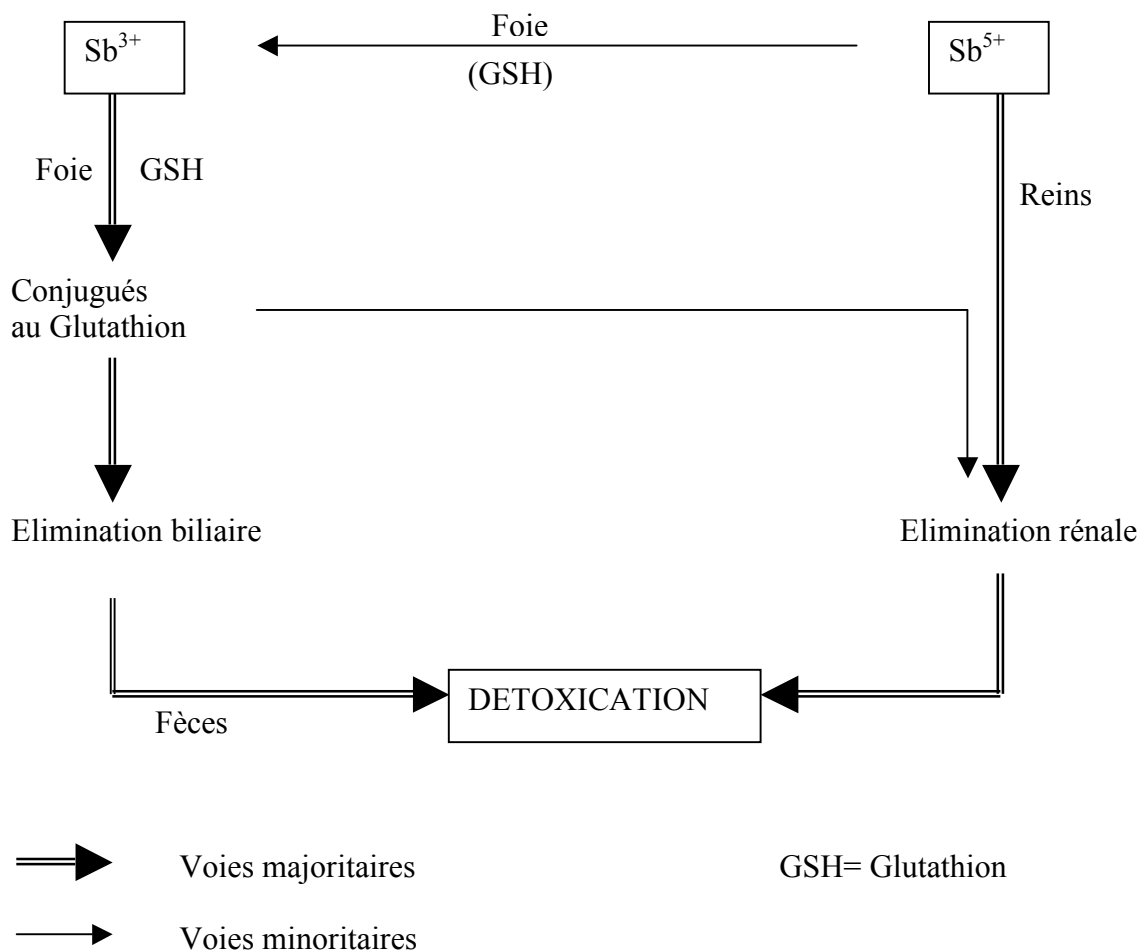 Foie
Sb³⁺
Sb⁵⁺
(GSH)
Foie
GSH
Reins
Conjugués
au Glutathion
Elimination biliaire
Elimination rénale
DETOXICATION
Fèces
Voies majoritaires
GSH= Glutathion
Voies minoritaires